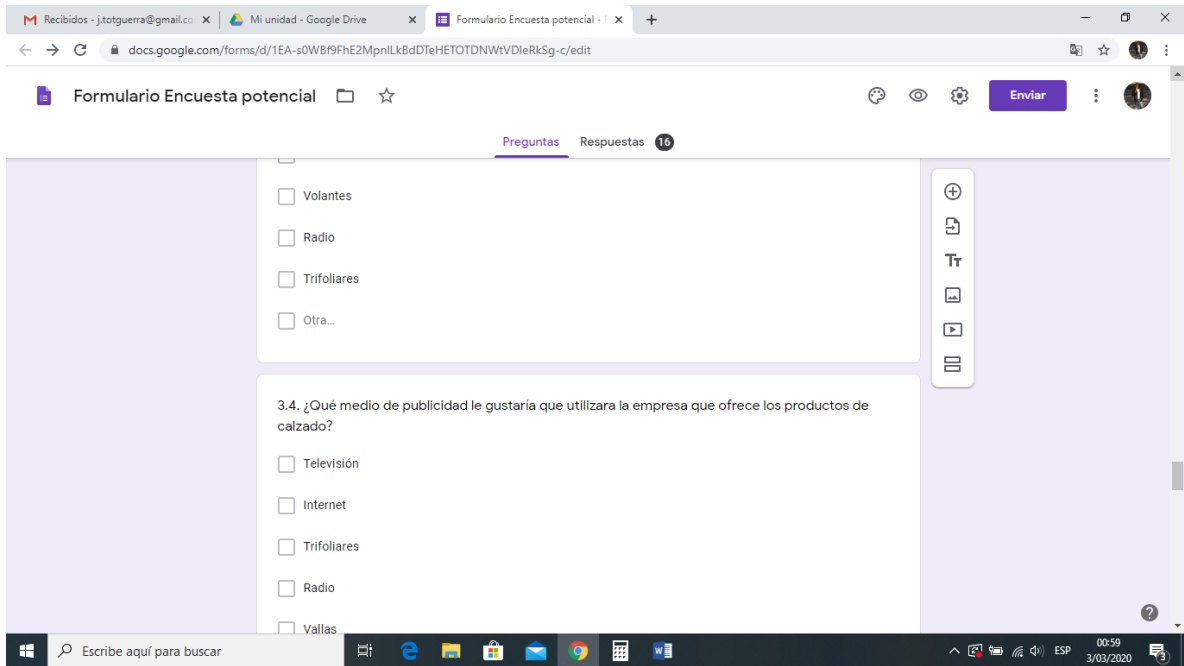 Recibidos - j.totguerra@gmail.co
Mi unidad - Google Drive
Formulario Encuesta potencial -
docs.google.com/forms/d/1EA-s0WBf9FhE2MpnlLkBdDTeHETOTDNWtVDleRkSg-c/edit
Formulario Encuesta potencial
Enviar
Preguntas Respuestas 16
Volantes
Radio
Trifoliares
Otra...
3.4. ¿Qué medio de publicidad le gustaría que utilizara la empresa que ofrece los productos de
calzado?
Televisión
Internet
Trifoliares
Radio
Vallas
Escribe aquí para buscar
ESP
00:59
3/03/2020
3